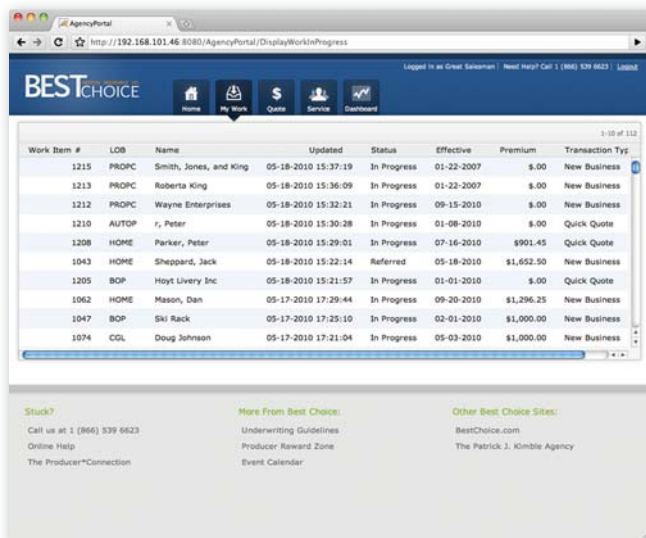 AgencyPortal
http://192.168.101.46:8080/AgencyPortal/DisplayWorkInProgress
Logged in as Great Salesman | Need Help? Call 1 (866) 539 6623 | Logout
BEST CHOICE
Home My Work Quote Service Dashboard
1-10 of 112
Work Item # LOB Name Updated Status Effective Premium Transaction Typ
1215 PROPC Smith, Jones, and King 05-18-2010 15:37:19 In Progress 01-22-2007 $.00 New Business
1213 PROPC Roberta King 05-18-2010 15:36:09 In Progress 01-22-2007 $.00 New Business
1212 PROPC Wayne Enterprises 05-18-2010 15:32:21 In Progress 09-15-2010 $.00 New Business
1210 AUTOP r, Peter 05-18-2010 15:30:28 In Progress 01-08-2010 $.00 Quick Quote
1208 HOME Parker, Peter 05-18-2010 15:29:01 In Progress 07-16-2010 $901.45 Quick Quote
1043 HOME Sheppard, Jack 05-18-2010 15:22:14 Referred 05-18-2010 $1,652.50 New Business
1205 BOP Hoyt Livery Inc 05-18-2010 15:21:57 In Progress 01-01-2010 $.00 Quick Quote
1062 HOME Mason, Dan 05-17-2010 17:29:44 In Progress 09-20-2010 $1,296.25 New Business
1047 BOP Ski Rack 05-17-2010 17:25:10 In Progress 02-01-2010 $1,000.00 New Business
1074 CGL Doug Johnson 05-17-2010 17:21:04 In Progress 05-03-2010 $1,000.00 New Business
Stuck?
Call us at 1 (866) 539 6623
Online Help
The Producer*Connection
More From Best Choice:
Underwriting Guidelines
Producer Reward Zone
Event Calendar
Other Best Choice Sites:
BestChoice.com
The Patrick J. Kimble Agency